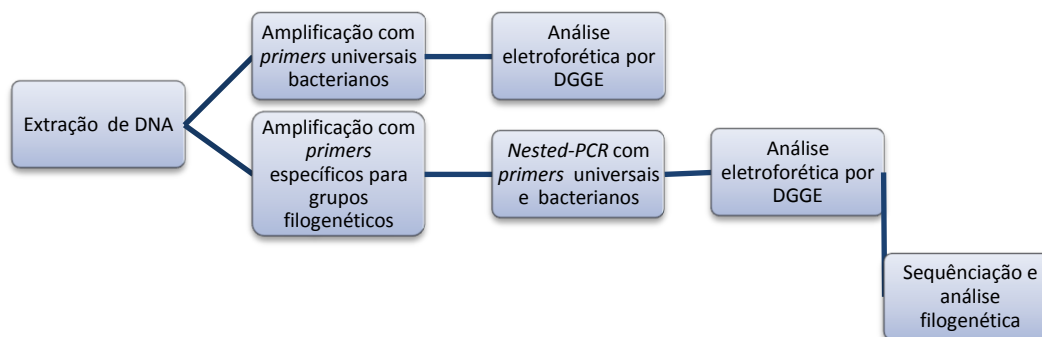 Extração de DNA
Amplificação com
primers universais
bacterianos
Análise
eletroforética por
DGGE
Amplificação com
primers
específicos para
grupos
filogenéticos
Nested-PCR com
primers universais
e bacterianos
Análise
eletroforética por
DGGE
Sequênciação e
análise
filogenética